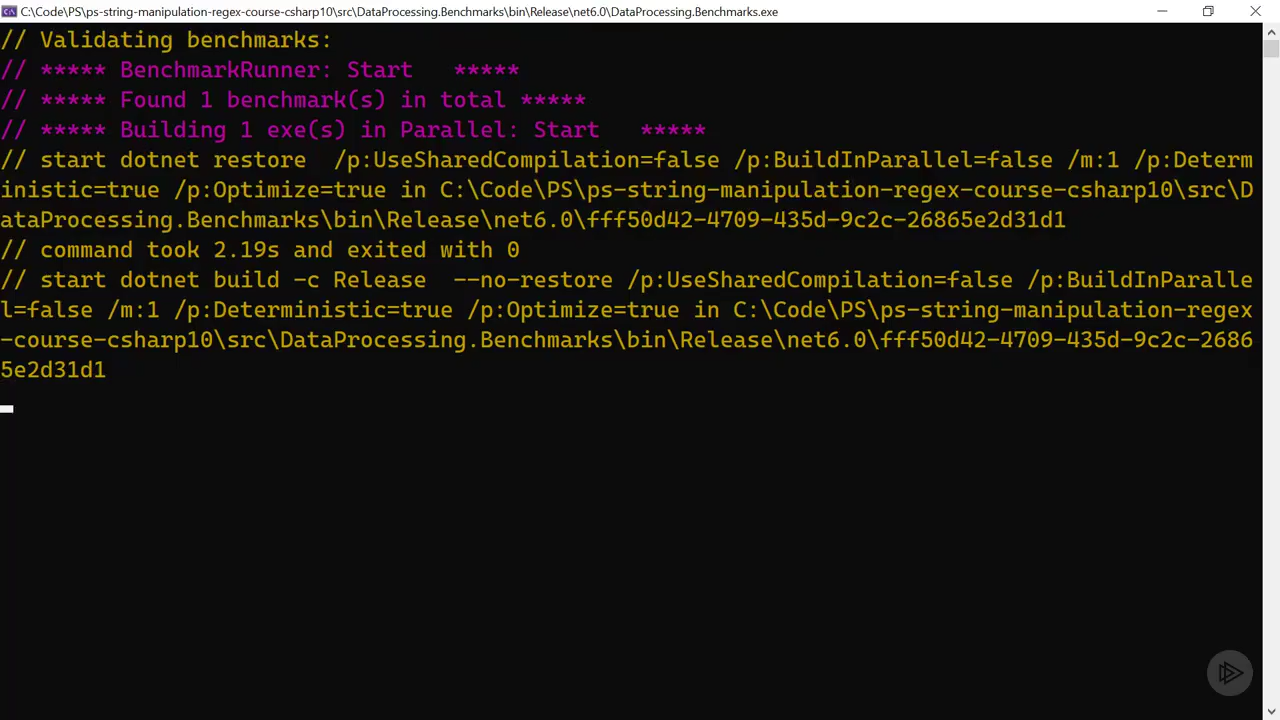 C:\Code\PS\ps-string-manipulation-regex-course-csharp10\src\DataProcessing.Benchmarks\bin\Release\net6.0\DataProcessing.Benchmarks.exe
// Validating benchmarks:
// ***** BenchmarkRunner: Start   *****
// ***** Found 1 benchmark(s) in total *****
// ***** Building 1 exe(s) in Parallel: Start   *****
// start dotnet restore  /p:UseSharedCompilation=false /p:BuildInParallel=false /m:1 /p:Determ
inistic=true /p:Optimize=true in C:\Code\PS\ps-string-manipulation-regex-course-csharp10\src\D
ataProcessing.Benchmarks\bin\Release\net6.0\fff50d42-4709-435d-9c2c-26865e2d31d1
// command took 2.19s and exited with 0
// start dotnet build -c Release  --no-restore /p:UseSharedCompilation=false /p:BuildInParalle
l=false /m:1 /p:Deterministic=true /p:Optimize=true in C:\Code\PS\ps-string-manipulation-regex
-course-csharp10\src\DataProcessing.Benchmarks\bin\Release\net6.0\fff50d42-4709-435d-9c2c-2686
5e2d31d1